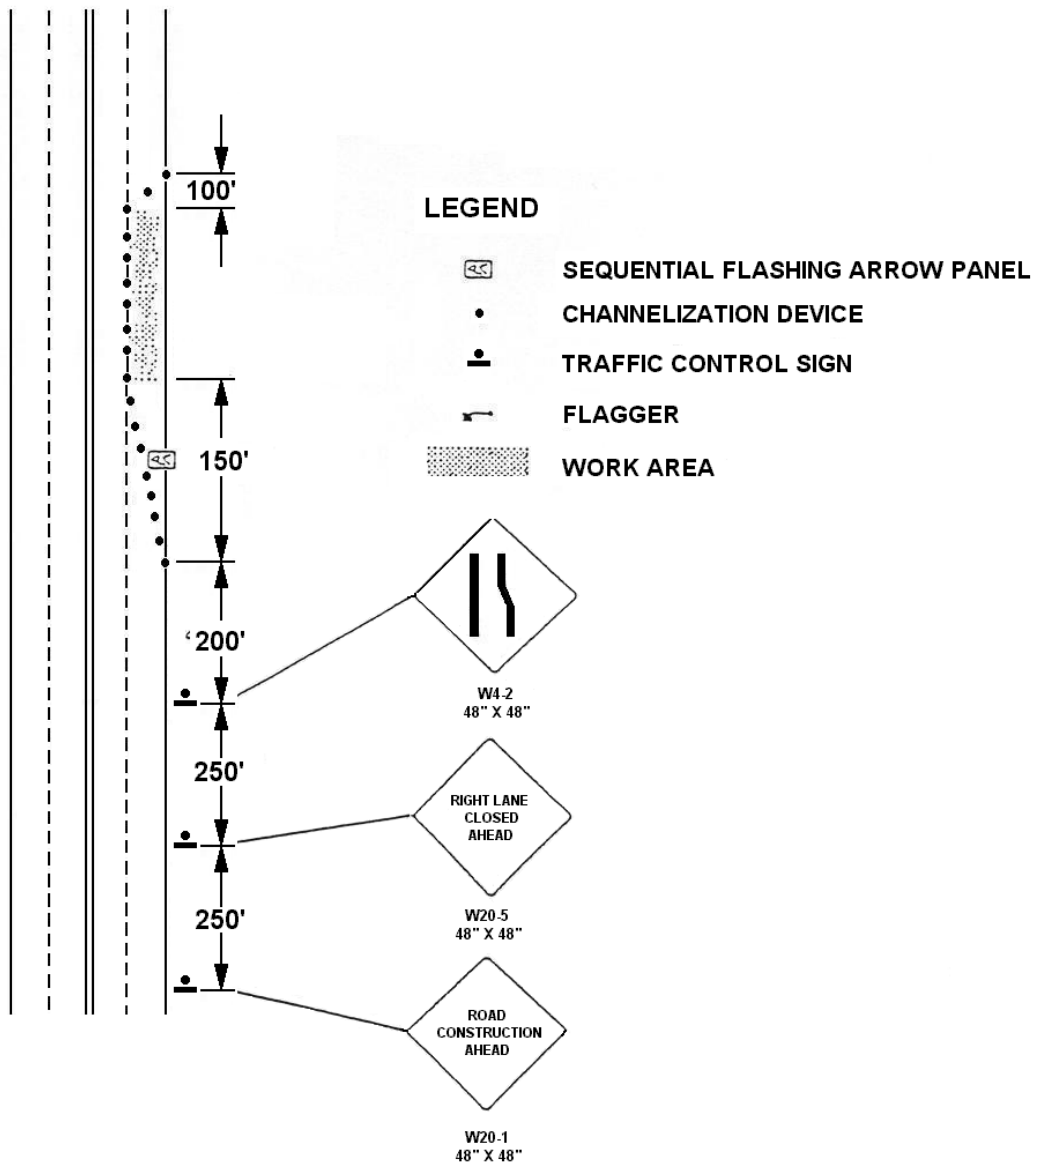 100'
LEGEND
SEQUENTIAL FLASHING ARROW PANEL
CHANNELIZATION DEVICE
TRAFFIC CONTROL SIGN
FLAGGER
WORK AREA
150'
200'
W4-2
48" X 48"
250'
RIGHT LANE
CLOSED
AHEAD
W20-5
48" X 48"
250'
ROAD
CONSTRUCTION
AHEAD
W20-1
48" X 48"